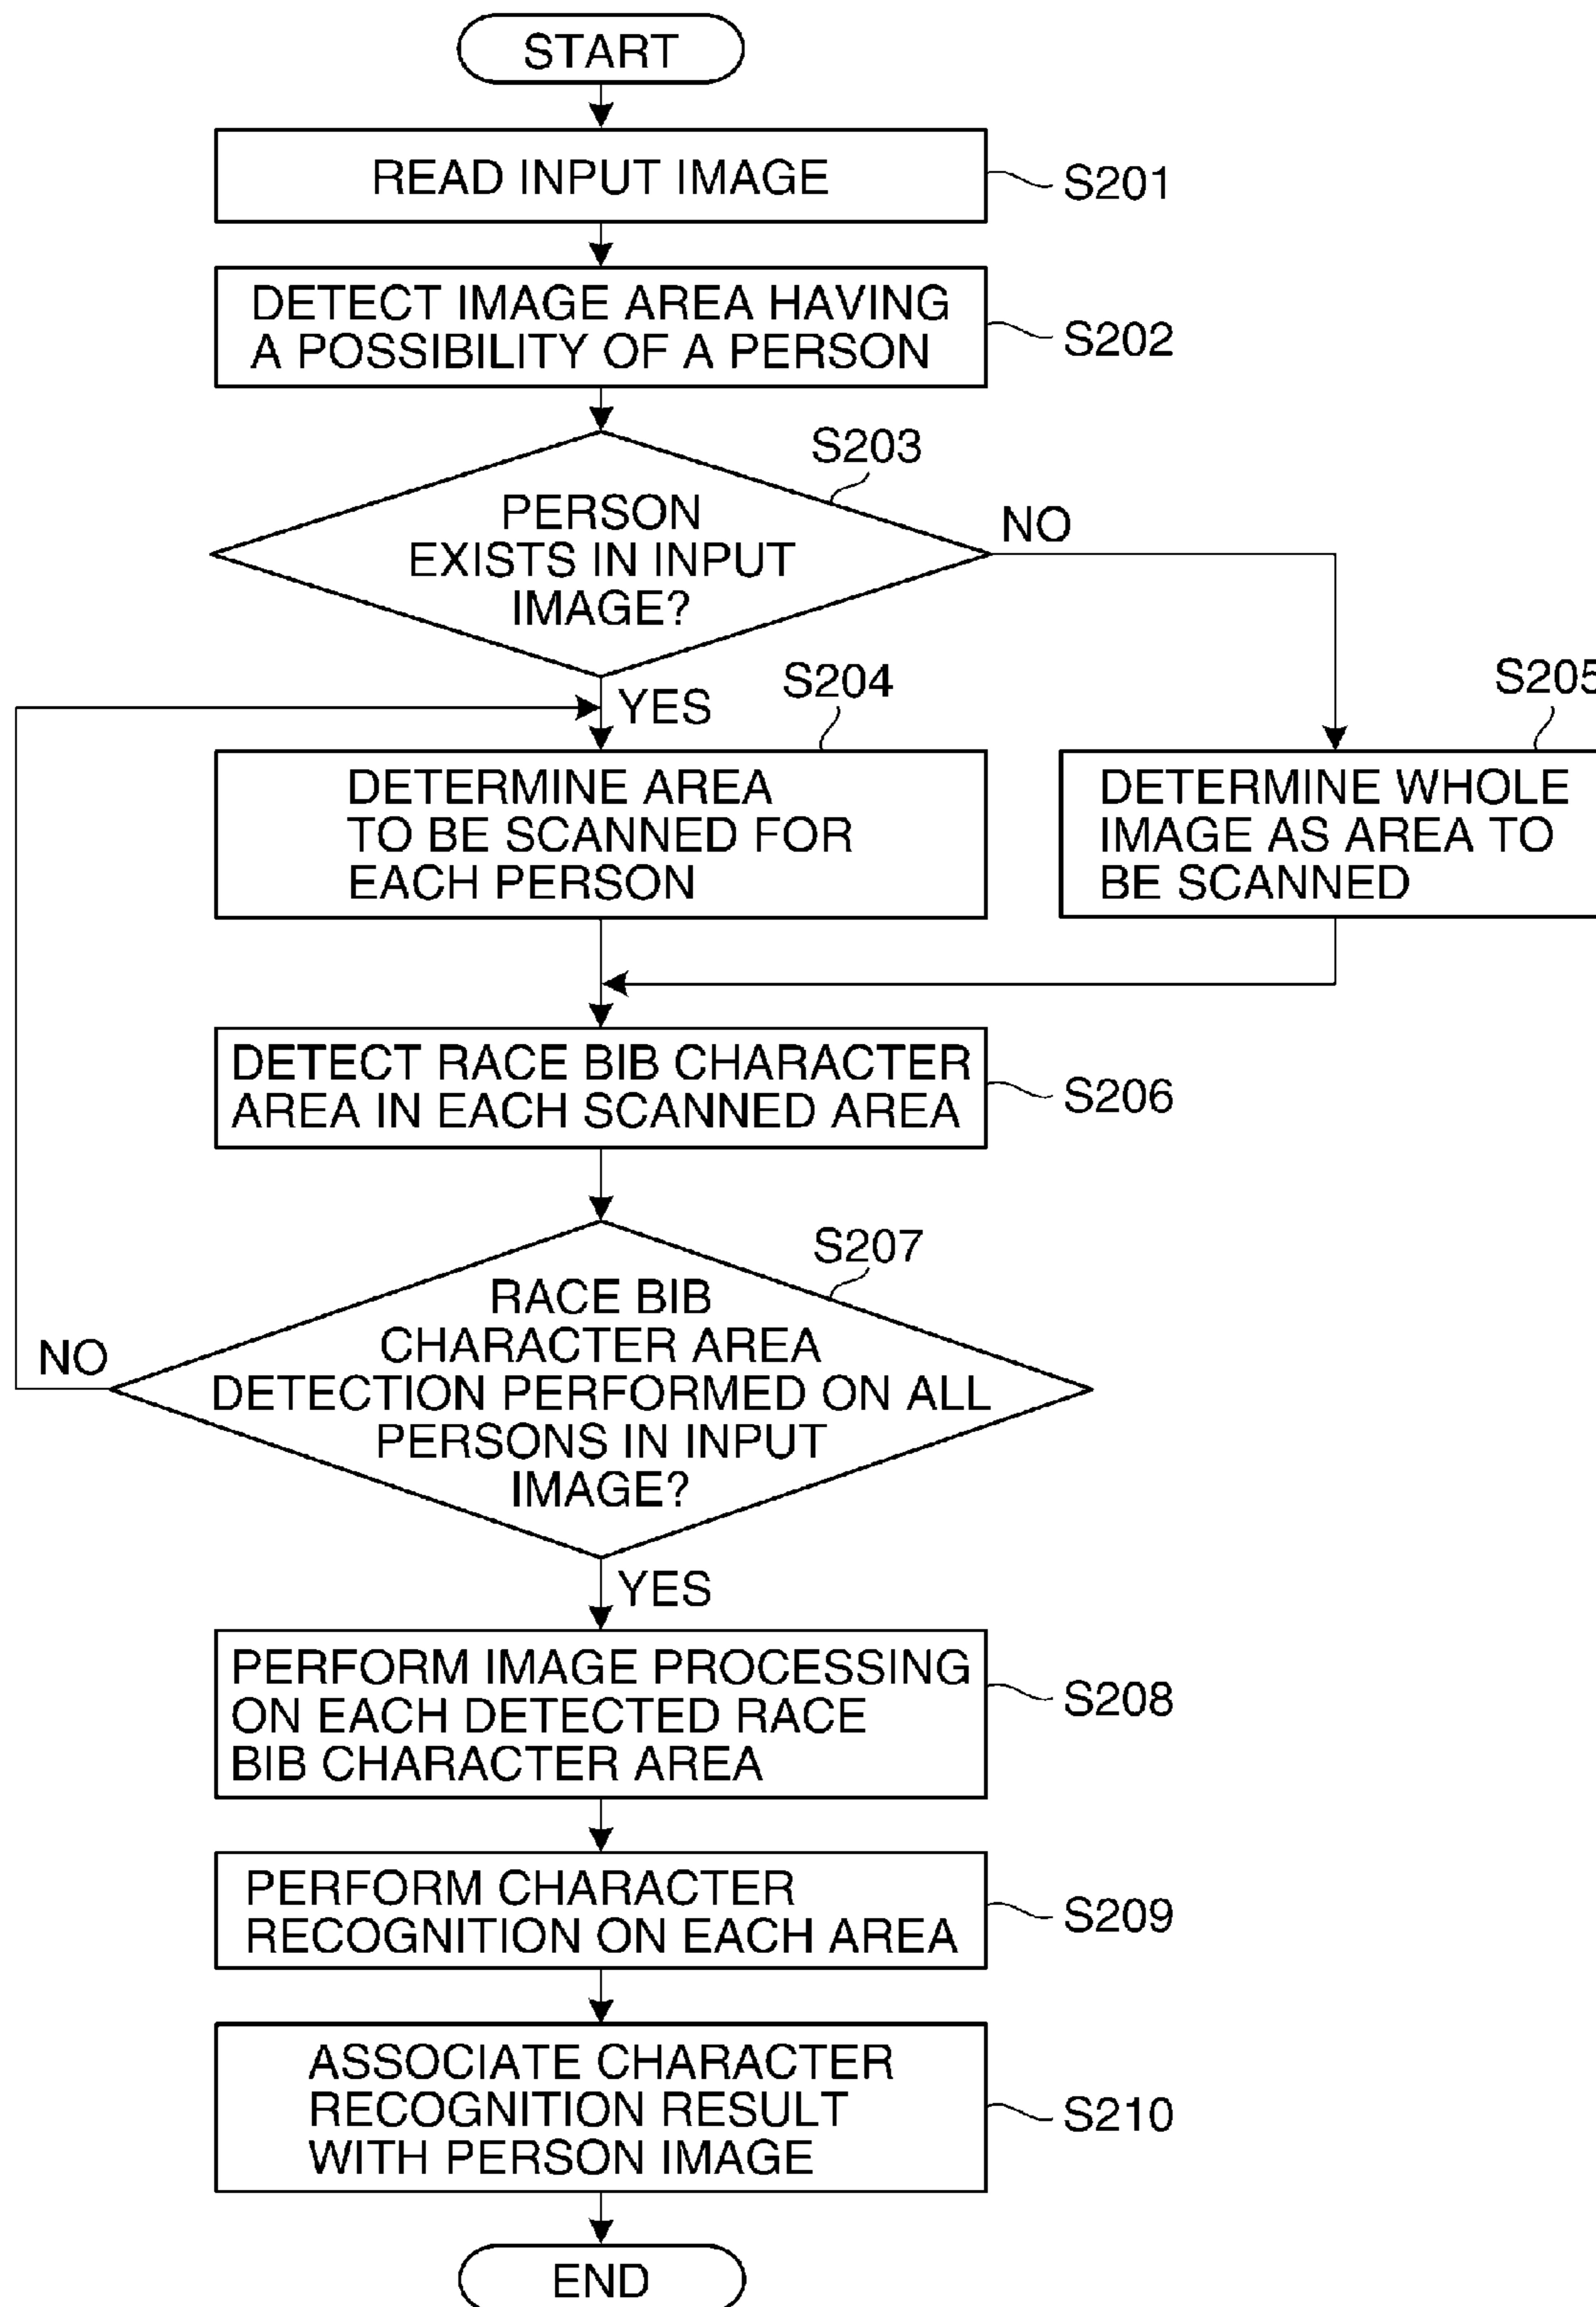 START
READ INPUT IMAGE
S201
DETECT IMAGE AREA HAVING
A POSSIBILITY OF A PERSON
S202
S203
PERSON
EXISTS IN INPUT
IMAGE?
NO
YES
S204
S205
DETERMINE AREA
TO BE SCANNED FOR
EACH PERSON
DETERMINE WHOLE
IMAGE AS AREA TO
BE SCANNED
DETECT RACE BIB CHARACTER
AREA IN EACH SCANNED AREA
S206
S207
RACE BIB
CHARACTER AREA
DETECTION PERFORMED ON ALL
PERSONS IN INPUT
IMAGE?
NO
YES
PERFORM IMAGE PROCESSING
ON EACH DETECTED RACE
BIB CHARACTER AREA
S208
PERFORM CHARACTER
RECOGNITION ON EACH AREA
S209
ASSOCIATE CHARACTER
RECOGNITION RESULT
WITH PERSON IMAGE
S210
END